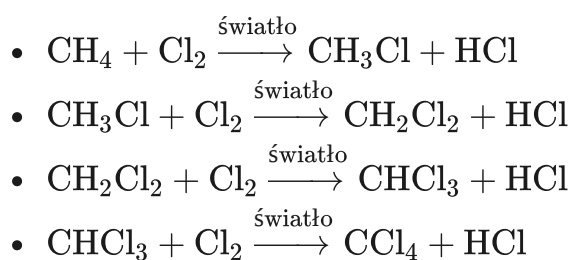 • CH₄ + Cl₂ —światło→ CH₃Cl + HCl
• CH₃Cl + Cl₂ —światło→ CH₂Cl₂ + HCl
• CH₂Cl₂ + Cl₂ —światło→ CHCl₃ + HCl
• CHCl₃ + Cl₂ —światło→ CCl₄ + HCl